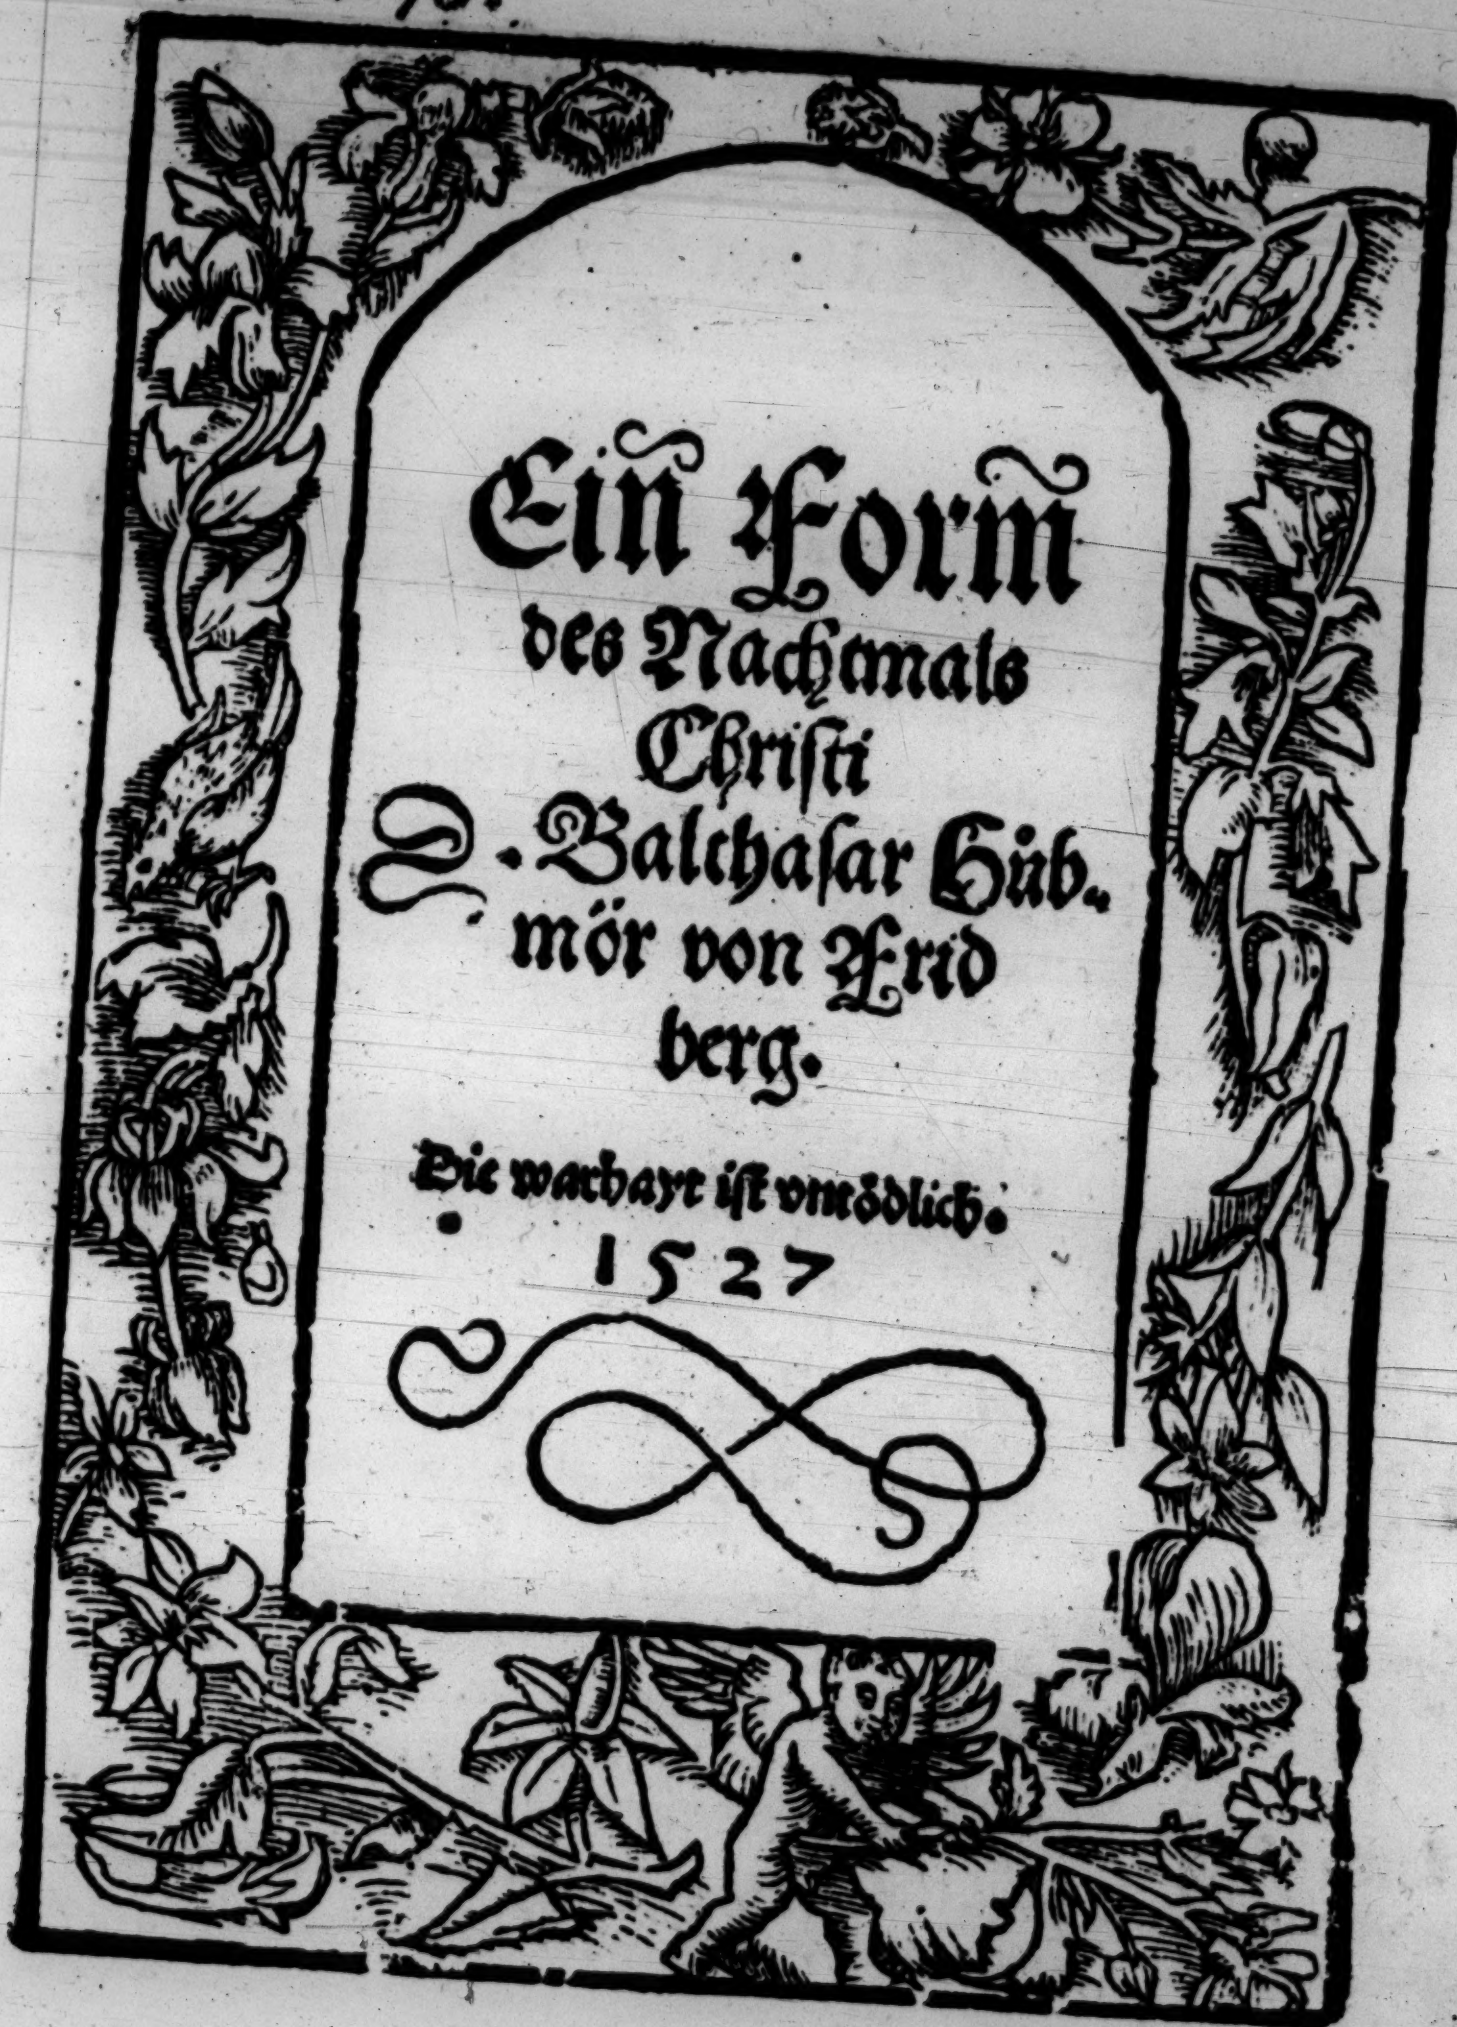 Ein̄ Form̄
des Nachtmals
Christi
D. Balthasar Hůb⸗
mör von Frid
berg.
Die warhayt ist vntödlich.
1527